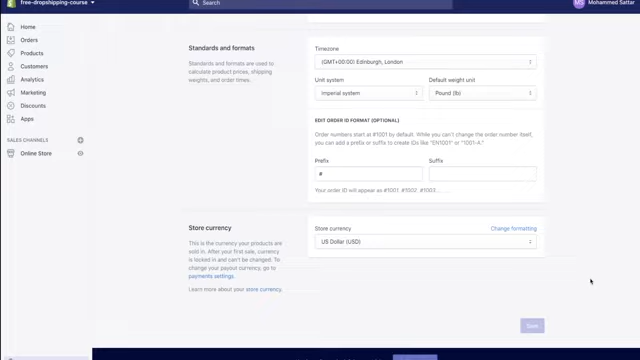 free-dropshipping-course
Search
MS
Mohammed Sattar
Home
Orders
Products
Customers
Analytics
Marketing
Discounts
Apps
SALES CHANNELS
Online Store
Standards and formats
Standards and formats are used to
calculate product prices, shipping
weights, and order times.
Timezone
(GMT+00:00) Edinburgh, London
Unit system
Default weight unit
Imperial system
Pound (lb)
EDIT ORDER ID FORMAT (OPTIONAL)
Order numbers start at #1001 by default. While you can't change the order number itself,
you can add a prefix or suffix to create IDs like "EN1001" or "1001-A."
Prefix
Suffix
#
Your order ID will appear as #1001, #1002, #1003 ...
Store currency
This is the currency your products are
sold in. After your first sale, currency
is locked in and can't be changed. To
change your payout currency, go to
payments settings.
Learn more about your store currency.
Store currency
Change formatting
US Dollar (USD)
Save